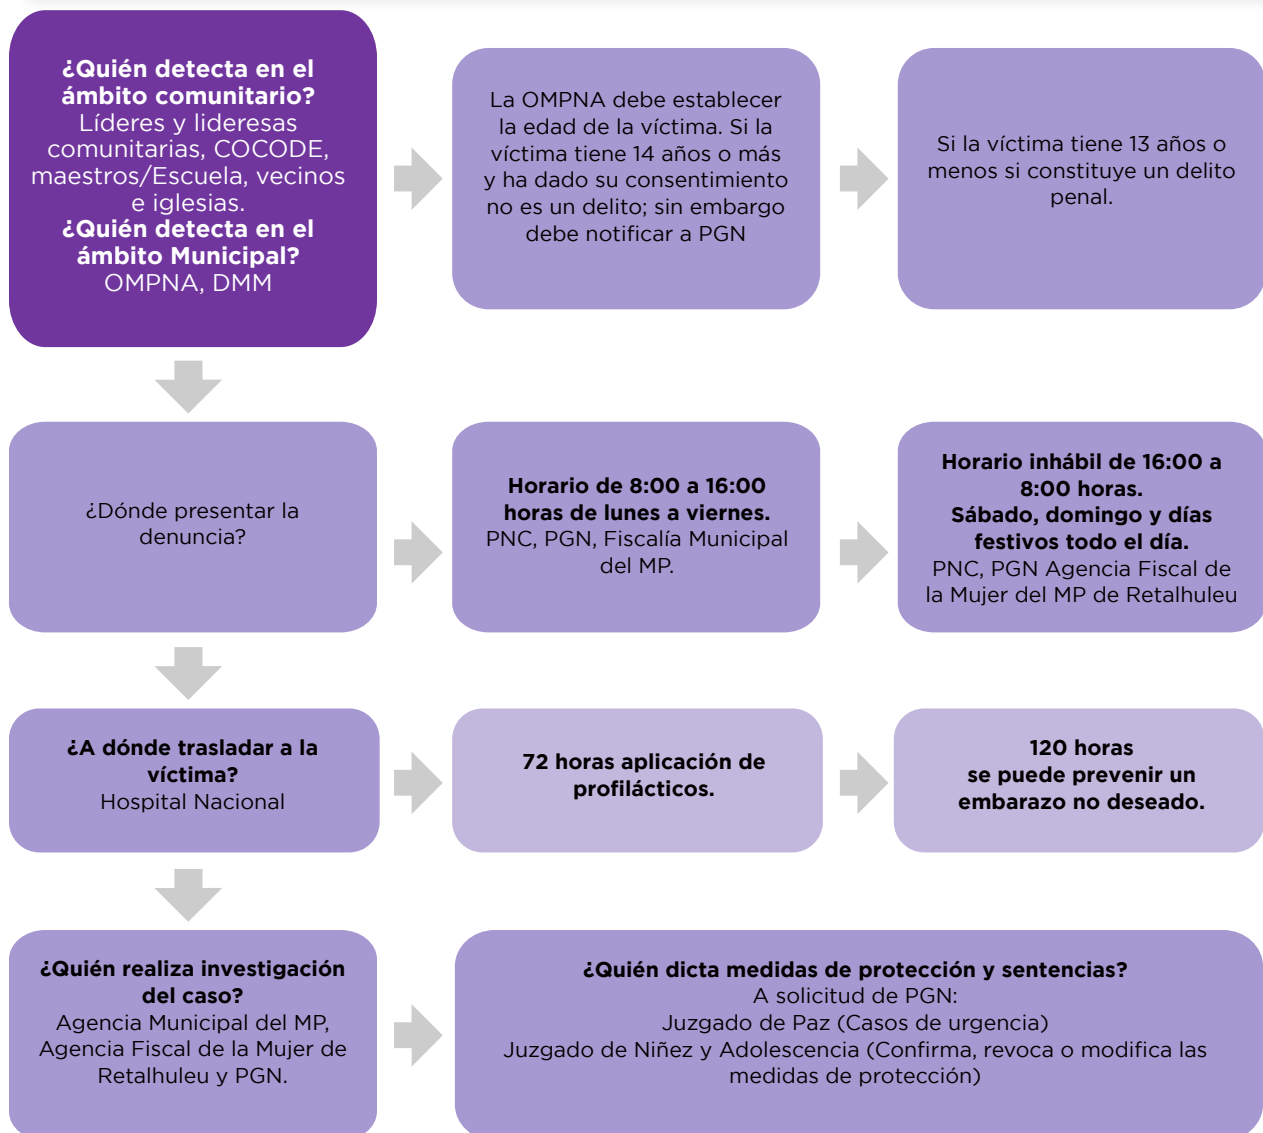 ¿Quién detecta en el
ámbito comunitario?
Líderes y lideresas
comunitarias, COCODE,
maestros/Escuela, vecinos
e iglesias.
¿Quién detecta en el
ámbito Municipal?
OMPNA, DMM
La OMPNA debe establecer
la edad de la víctima. Si la
víctima tiene 14 años o más
y ha dado su consentimiento
no es un delito; sin embargo
debe notificar a PGN
Si la víctima tiene 13 años o
menos si constituye un delito
penal.
¿Dónde presentar la
denuncia?
Horario de 8:00 a 16:00
horas de lunes a viernes.
PNC, PGN, Fiscalía Municipal
del MP.
Horario inhábil de 16:00 a
8:00 horas.
Sábado, domingo y días
festivos todo el día.
PNC, PGN Agencia Fiscal de
la Mujer del MP de Retalhuleu
¿A dónde trasladar a la
víctima?
Hospital Nacional
72 horas aplicación de
profilácticos.
120 horas
se puede prevenir un
embarazo no deseado.
¿Quién realiza investigación
del caso?
Agencia Municipal del MP,
Agencia Fiscal de la Mujer de
Retalhuleu y PGN.
¿Quién dicta medidas de protección y sentencias?
A solicitud de PGN:
Juzgado de Paz (Casos de urgencia)
Juzgado de Niñez y Adolescencia (Confirma, revoca o modifica las
medidas de protección)